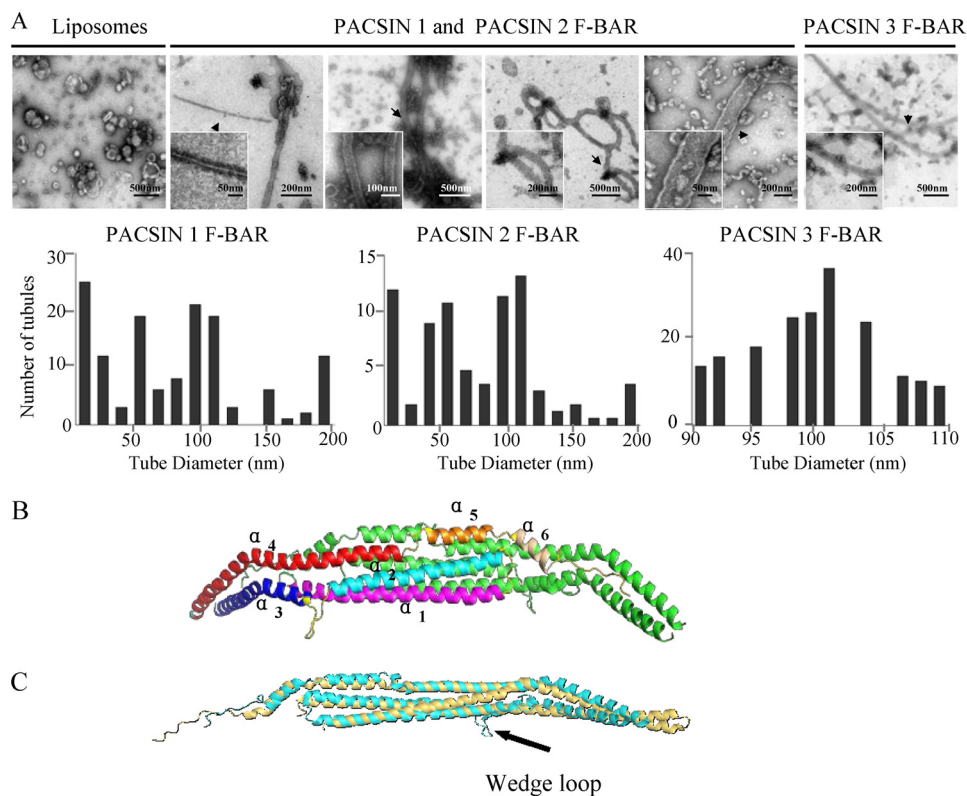 A
Liposomes
PACSIN 1 and PACSIN 2 F-BAR
PACSIN 3 F-BAR
500nm
50nm
200nm
100nm
500nm
200nm
500nm
50nm
200nm
200nm
500nm
PACSIN 1 F-BAR
PACSIN 2 F-BAR
PACSIN 3 F-BAR
Number of tubules
30
20
10
0
50
100
150
200
Tube Diameter (nm)
15
10
5
0
50
100
150
200
Tube Diameter (nm)
40
20
0
90
95
100
105
110
Tube Diameter (nm)
B
α 4
α 5
α 6
2
α 3
α 1
C
Wedge loop